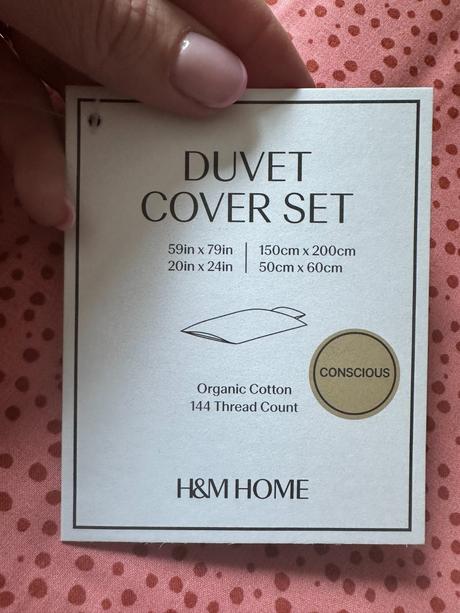 DUVET
COVER SET
59in x 79in | 150cm x 200cm
20in x 24in | 50cm x 60cm
CONSCIOUS
Organic Cotton
144 Thread Count
H&M HOME